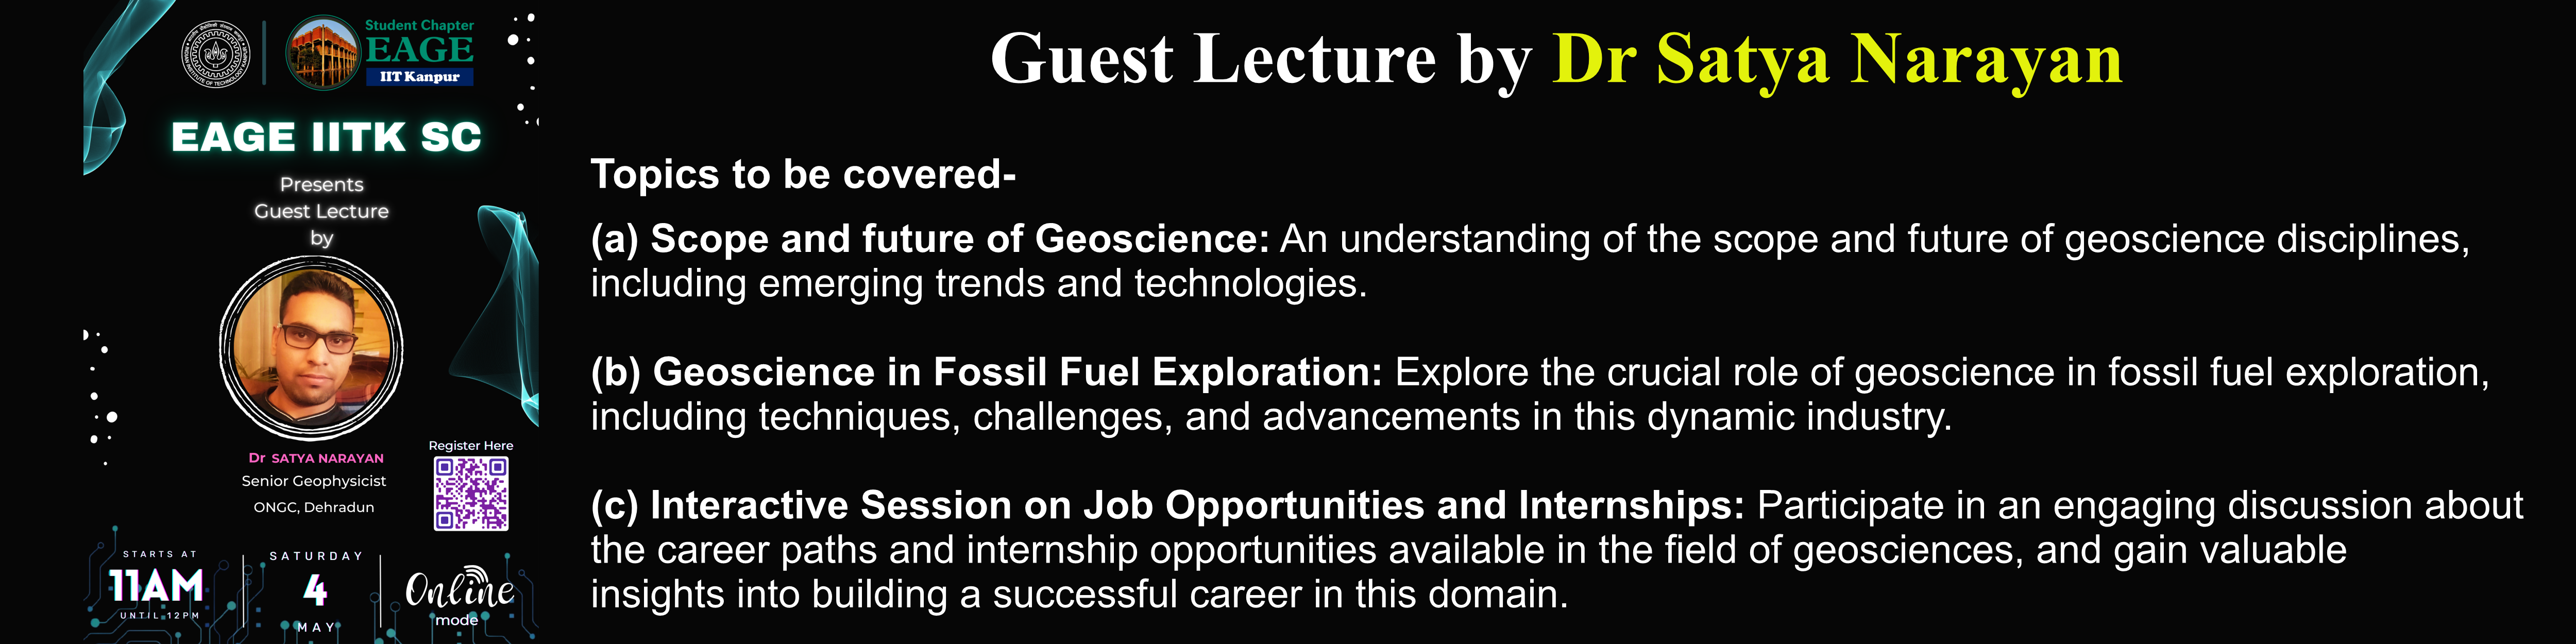 Student Chapter
EAGE
IIT Kanpur
EAGE IITK SC
Presents
Guest Lecture
by
Dr SATYA NARAYAN
Senior Geophysicist
ONGC, Dehradun
Register Here
STARTS AT
11AM
UNTIL 12PM
SATURDAY
4
MAY
Online
mode
Guest Lecture by Dr Satya Narayan
Topics to be covered-
(a) Scope and future of Geoscience: An understanding of the scope and future of geoscience disciplines,
including emerging trends and technologies.
(b) Geoscience in Fossil Fuel Exploration: Explore the crucial role of geoscience in fossil fuel exploration,
including techniques, challenges, and advancements in this dynamic industry.
(c) Interactive Session on Job Opportunities and Internships: Participate in an engaging discussion about
the career paths and internship opportunities available in the field of geosciences, and gain valuable
insights into building a successful career in this domain.